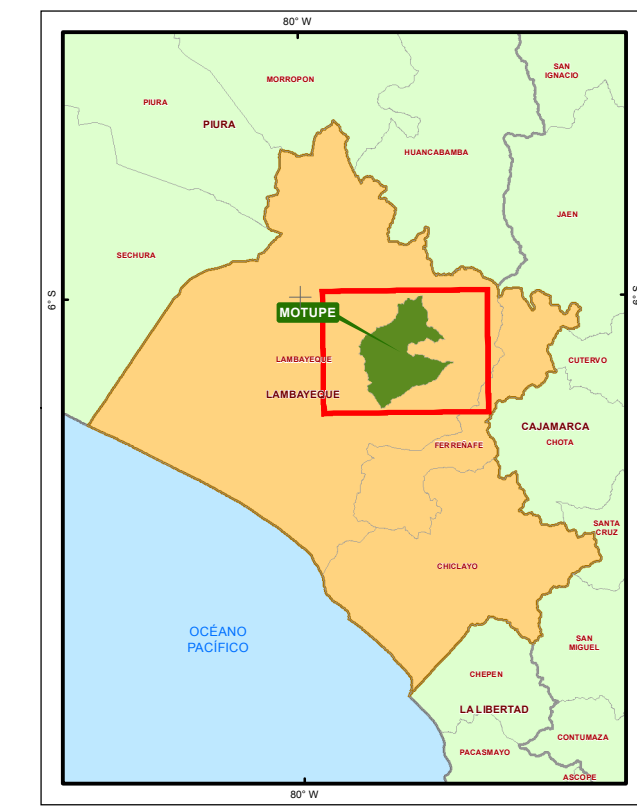 80° W
SAN
IGNACIO
MORROPON
PIURA
PIURA
HUANCABAMBA
JAEN
SECHURA
6° S
6° S
MOTUPE
LAMBAYEQUE
CUTERVO
LAMBAYEQUE
CAJAMARCA
CHOTA
FERREÑAFE
SANTA
CRUZ
CHICLAYO
OCÉANO
PACÍFICO
SAN
MIGUEL
CHEPEN
LA LIBERTAD
CONTUMAZA
PACASMAYO
ASCOPE
80° W